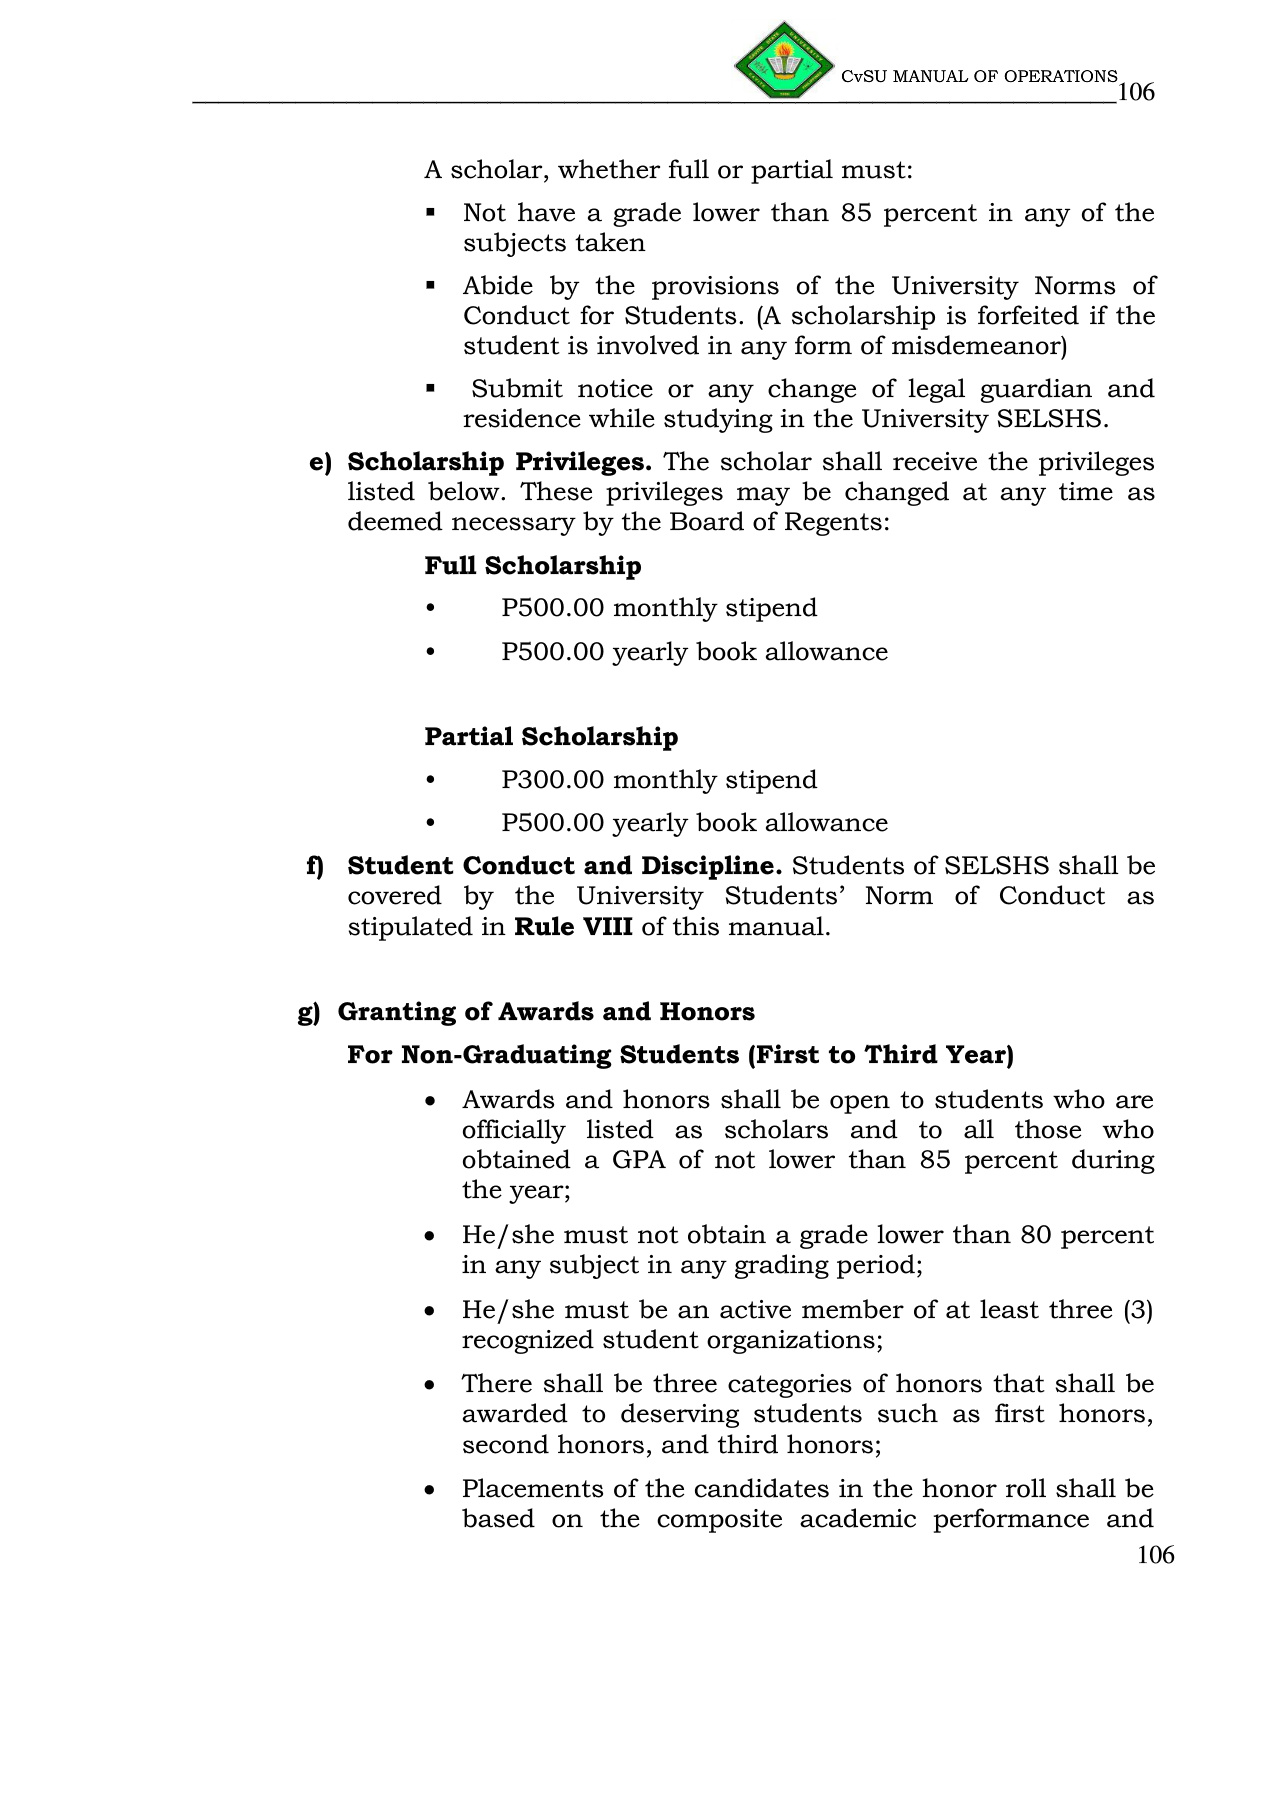 CvSU MANUAL OF OPERATIONS
106
A scholar, whether full or partial must:
▪ Not have a grade lower than 85 percent in any of the
subjects taken
▪ Abide by the provisions of the University Norms of
Conduct for Students. (A scholarship is forfeited if the
student is involved in any form of misdemeanor)
▪ Submit notice or any change of legal guardian and
residence while studying in the University SELSHS.
e) Scholarship Privileges. The scholar shall receive the privileges
listed below. These privileges may be changed at any time as
deemed necessary by the Board of Regents:
Full Scholarship
• P500.00 monthly stipend
• P500.00 yearly book allowance
Partial Scholarship
• P300.00 monthly stipend
• P500.00 yearly book allowance
f) Student Conduct and Discipline. Students of SELSHS shall be
covered by the University Students’ Norm of Conduct as
stipulated in Rule VIII of this manual.
g) Granting of Awards and Honors
For Non-Graduating Students (First to Third Year)
• Awards and honors shall be open to students who are
officially listed as scholars and to all those who
obtained a GPA of not lower than 85 percent during
the year;
• He/she must not obtain a grade lower than 80 percent
in any subject in any grading period;
• He/she must be an active member of at least three (3)
recognized student organizations;
• There shall be three categories of honors that shall be
awarded to deserving students such as first honors,
second honors, and third honors;
• Placements of the candidates in the honor roll shall be
based on the composite academic performance and
106